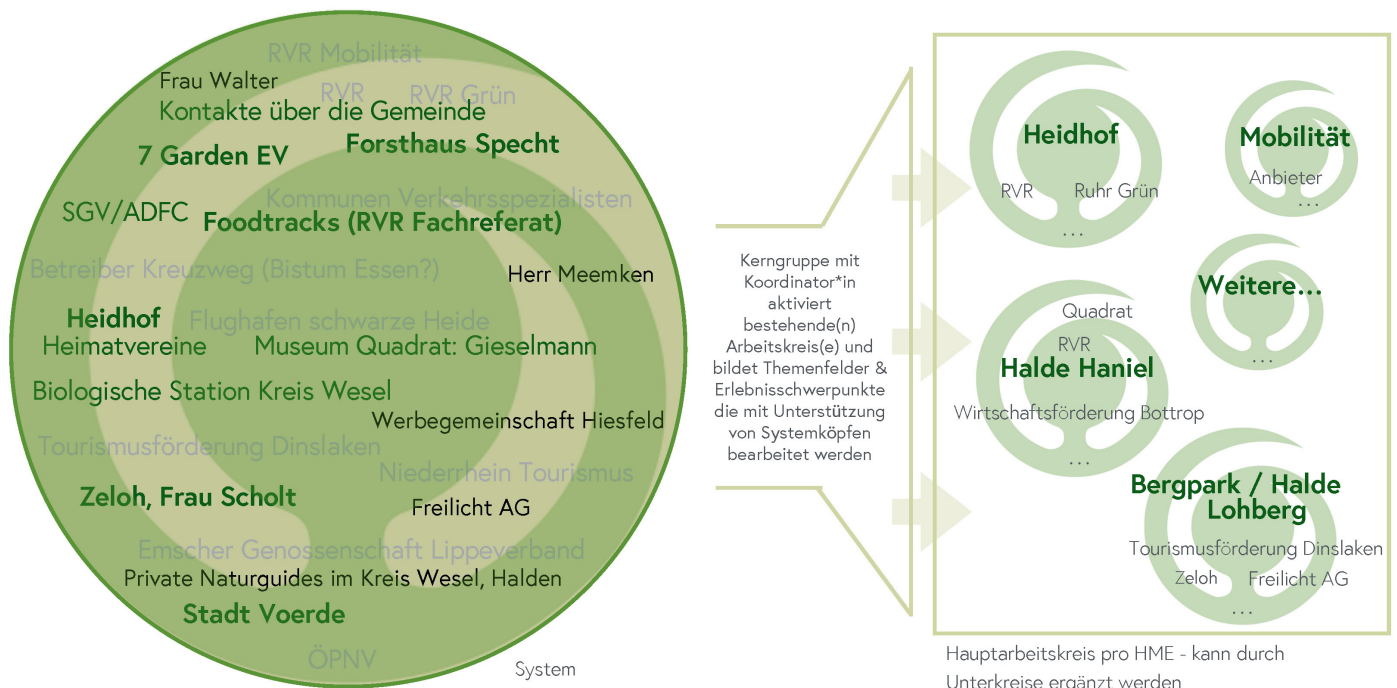 RVR Mobilität
Frau Walter
RVR
RVR Grün
Kontakte über die Gemeinde
7 Garden EV
Forsthaus Specht
Kommunen Verkehrsspezialisten
SGV/ADFC
Foodtracks (RVR Fachreferat)
Betreiber Kreuzweg (Bistum Essen?)
Herr Meemken
Heidhof
Flughafen schwarze Heide
Heimatvereine
Museum Quadrat: Gieselmann
Biologische Station Kreis Wesel
Werbegemeinschaft Hiesfeld
Tourismusförderung Dinslaken
Niederrhein Tourismus
Zeloh, Frau Scholt
Freilicht AG
Emscher Genossenschaft Lippeverband
Private Naturguides im Kreis Wesel, Halden
Stadt Voerde
ÖPNV
System
Kerngruppe mit
Koordinator*in
aktiviert
bestehende(n)
Arbeitskreis(e) und
bildet Themenfelder &
Erlebnisschwerpunkte
die mit Unterstützung
von Systemköpfen
bearbeitet werden
Heidhof
RVR
Ruhr Grün
...
Mobilität
Anbieter
...
Weitere...
...
Quadrat
RVR
Halde Haniel
Wirtschaftsförderung Bottrop
...
Bergpark / Halde
Lohberg
Tourismusförderung Dinslaken
Zeloh
Freilicht AG
...
Hauptarbeitskreis pro HME - kann durch
Unterkreise ergänzt werden